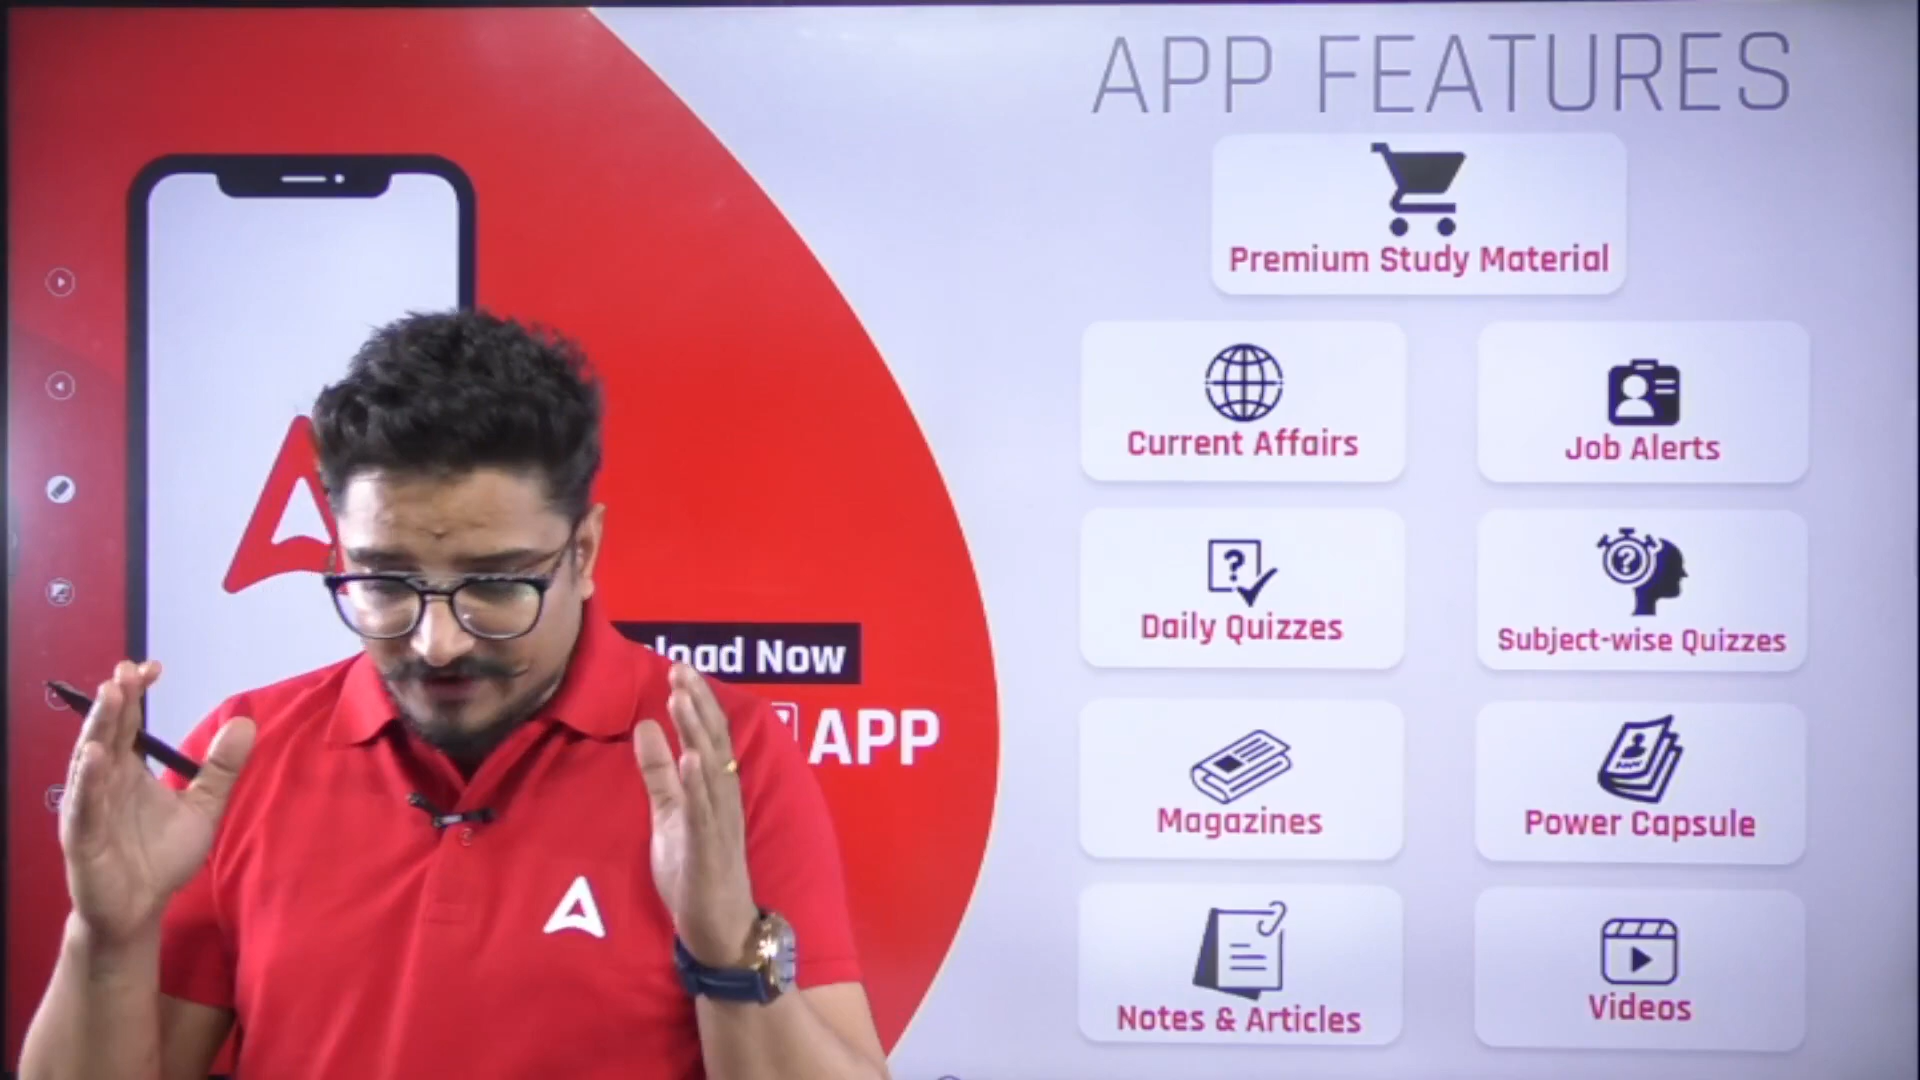 APP FEATURES
Premium Study Material
Current Affairs
Job Alerts
Daily Quizzes
Subject-wise Quizzes
Magazines
Power Capsule
Notes & Articles
Videos
Now
APP